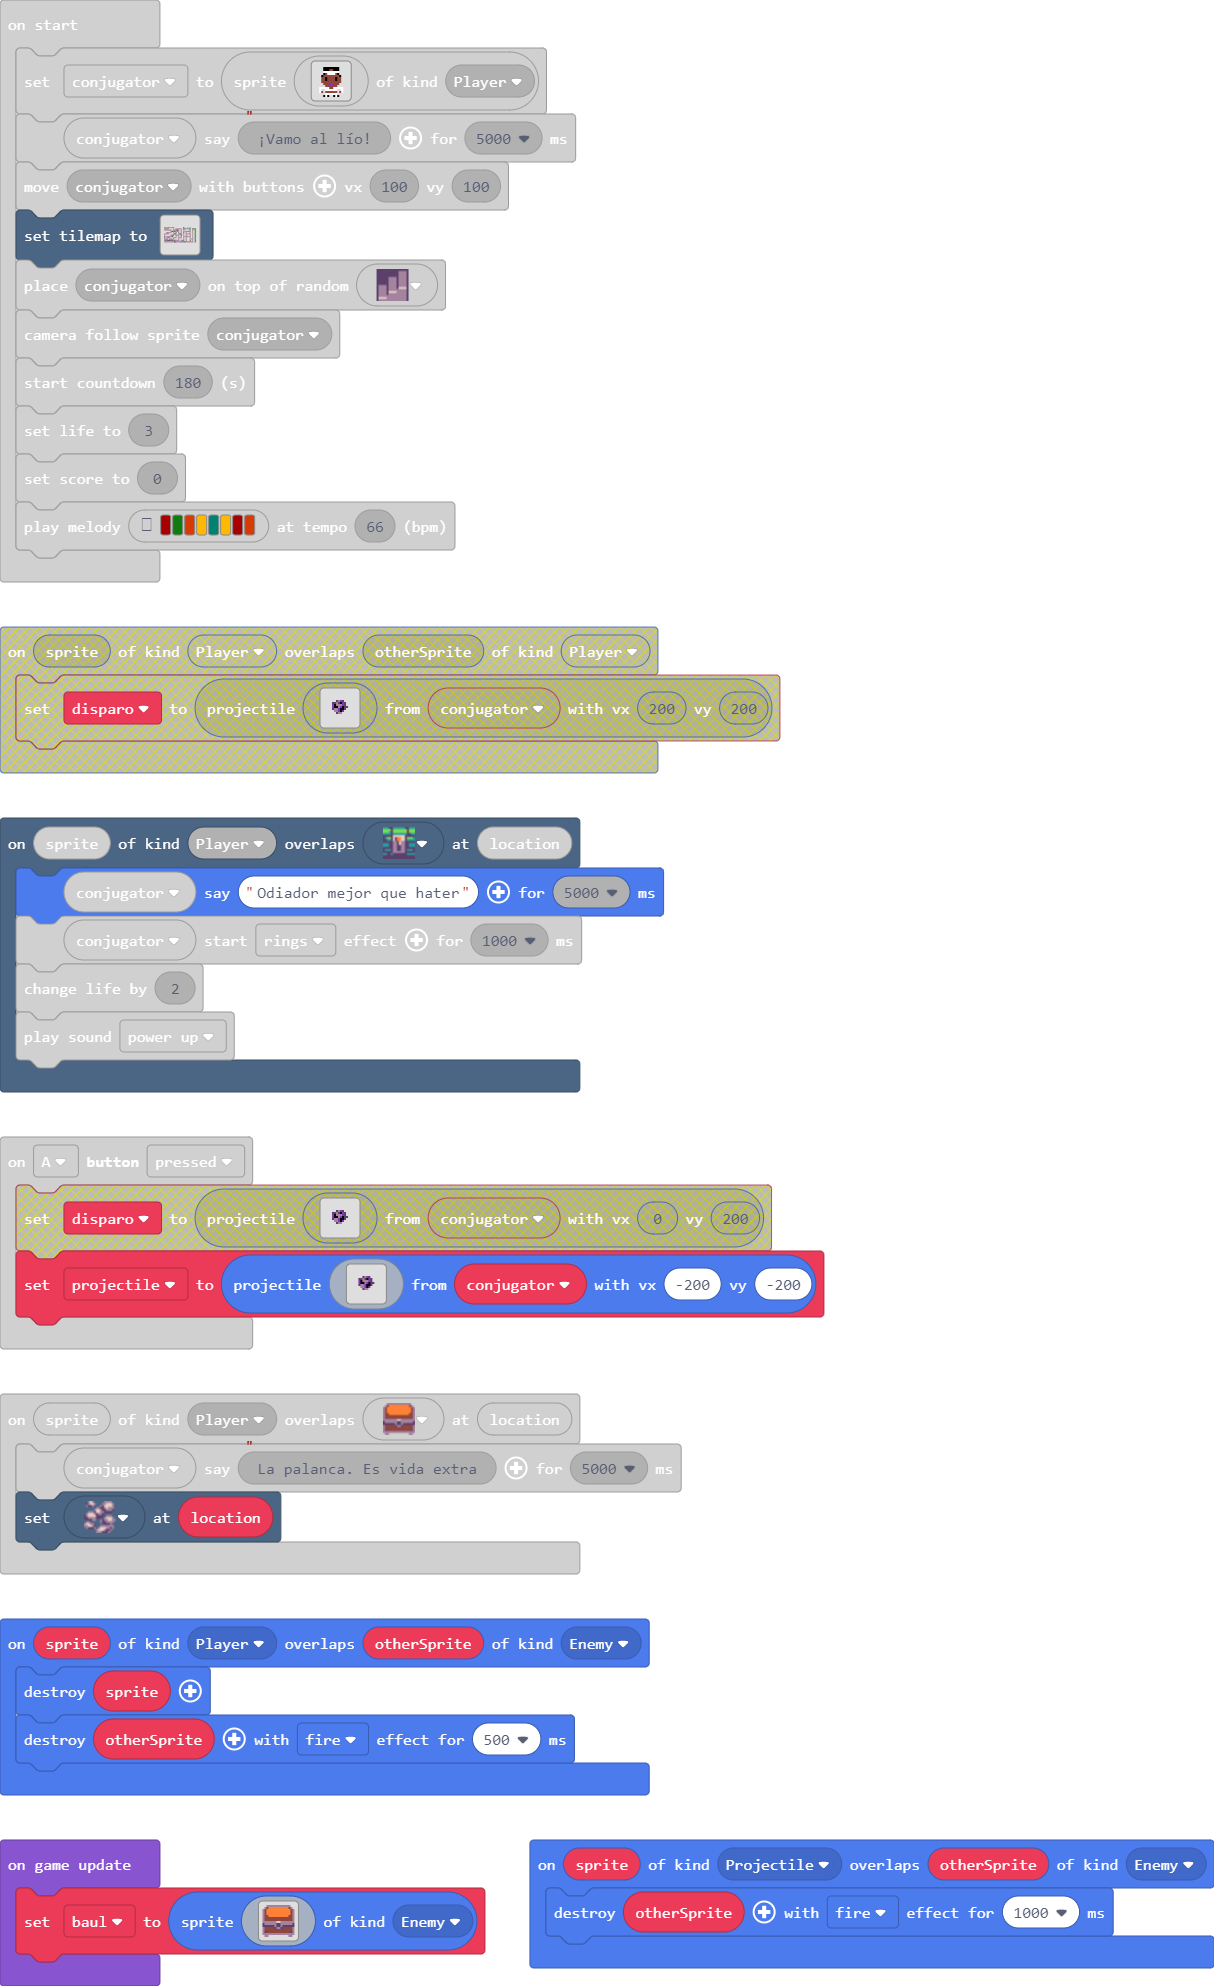 on start
set conjugator to sprite of kind Player
conjugator say " ¡Vamo al lío! for 5000 ms
move conjugator with buttons vx 100 vy 100
set tilemap to
place conjugator on top of random
camera follow sprite conjugator
start countdown 180 (s)
set life to 3
set score to 0
play melody at tempo 66 (bpm)
on sprite of kind Player overlaps otherSprite of kind Player
set disparo to projectile from conjugator with vx 200 vy 200
on sprite of kind Player overlaps at location
conjugator say "Odiador mejor que hater" for 5000 ms
conjugator start rings effect for 1000 ms
change life by 2
play sound power up
on A button pressed
set disparo to projectile from conjugator with vx 0 vy 200
set projectile to projectile from conjugator with vx -200 vy -200
on sprite of kind Player overlaps at location
conjugator say " La palanca. Es vida extra for 5000 ms
set at location
on sprite of kind Player overlaps otherSprite of kind Enemy
destroy sprite
destroy otherSprite with fire effect for 500 ms
on game update
set baul to sprite of kind Enemy
on sprite of kind Projectile overlaps otherSprite of kind Enemy
destroy otherSprite with fire effect for 1000 ms